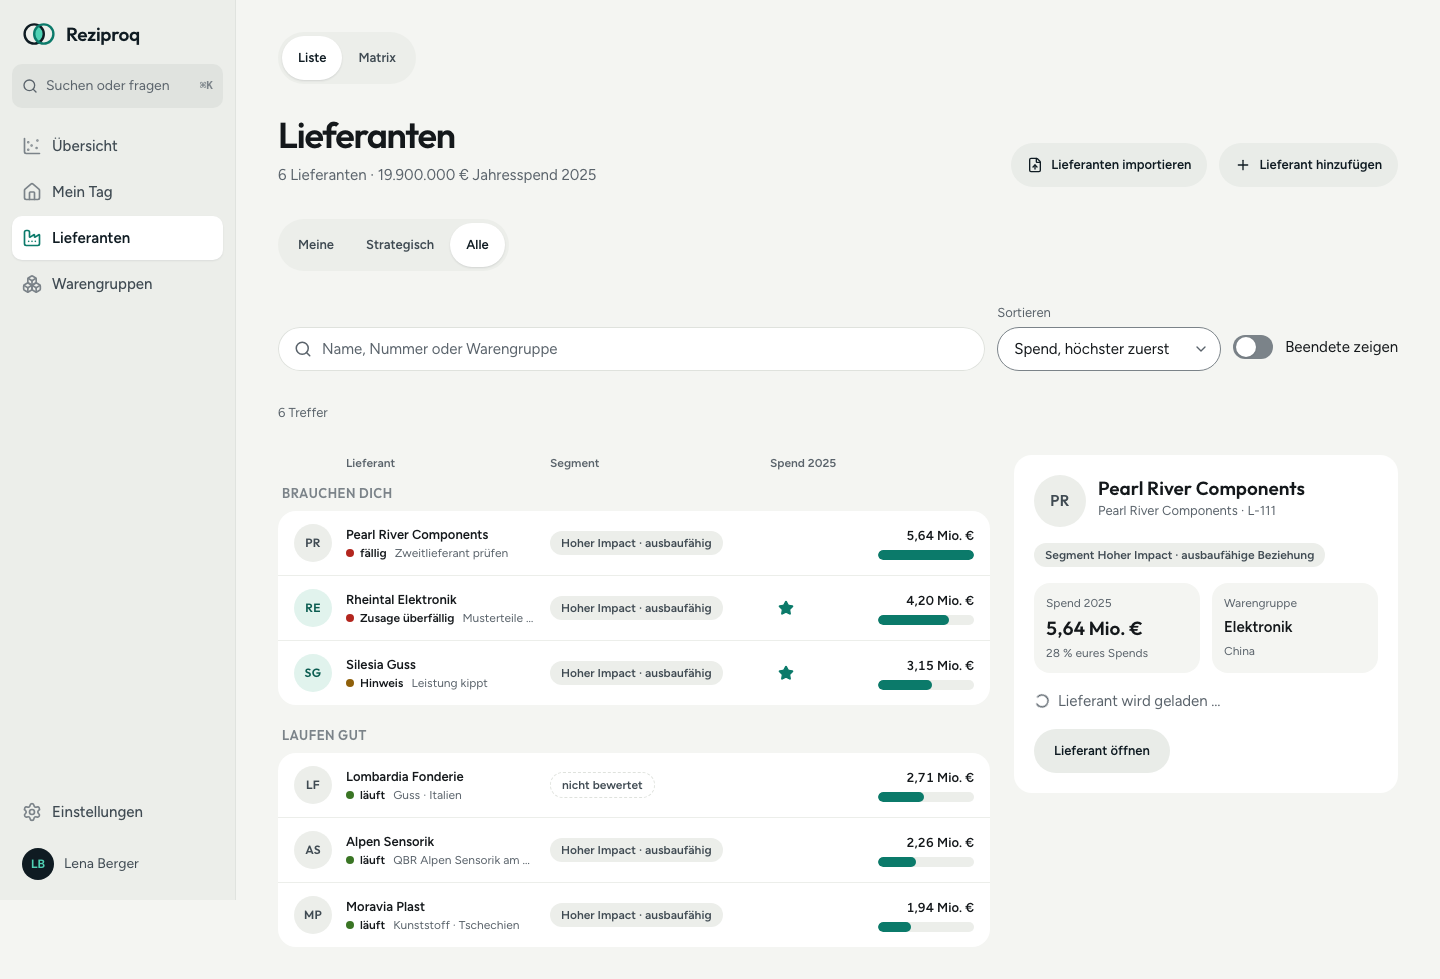 Reziproq
Suchen oder fragen ⌘K
Übersicht
Mein Tag
Lieferanten
Warengruppen
Einstellungen
LB Lena Berger
Liste Matrix
Lieferanten
6 Lieferanten · 19.900.000 € Jahresspend 2025
Lieferanten importieren
Lieferant hinzufügen
Meine Strategisch Alle
Sortieren
Name, Nummer oder Warengruppe
Spend, höchster zuerst
Beendete zeigen
6 Treffer
Lieferant Segment Spend 2025
BRAUCHEN DICH
PR Pearl River Components Hoher Impact · ausbaufähig 5,64 Mio. €
fällig Zweitlieferant prüfen
RE Rheintal Elektronik Hoher Impact · ausbaufähig 4,20 Mio. €
Zusage überfällig Musterteile ...
SG Silesia Guss Hoher Impact · ausbaufähig 3,15 Mio. €
Hinweis Leistung kippt
LAUFEN GUT
LF Lombardia Fonderie nicht bewertet 2,71 Mio. €
läuft Guss · Italien
AS Alpen Sensorik Hoher Impact · ausbaufähig 2,26 Mio. €
läuft QBR Alpen Sensorik am ...
MP Moravia Plast Hoher Impact · ausbaufähig 1,94 Mio. €
läuft Kunststoff · Tschechien
PR Pearl River Components
Pearl River Components · L-111
Segment Hoher Impact · ausbaufähige Beziehung
Spend 2025
5,64 Mio. €
28 % eures Spends
Warengruppe
Elektronik
China
Lieferant wird geladen ...
Lieferant öffnen